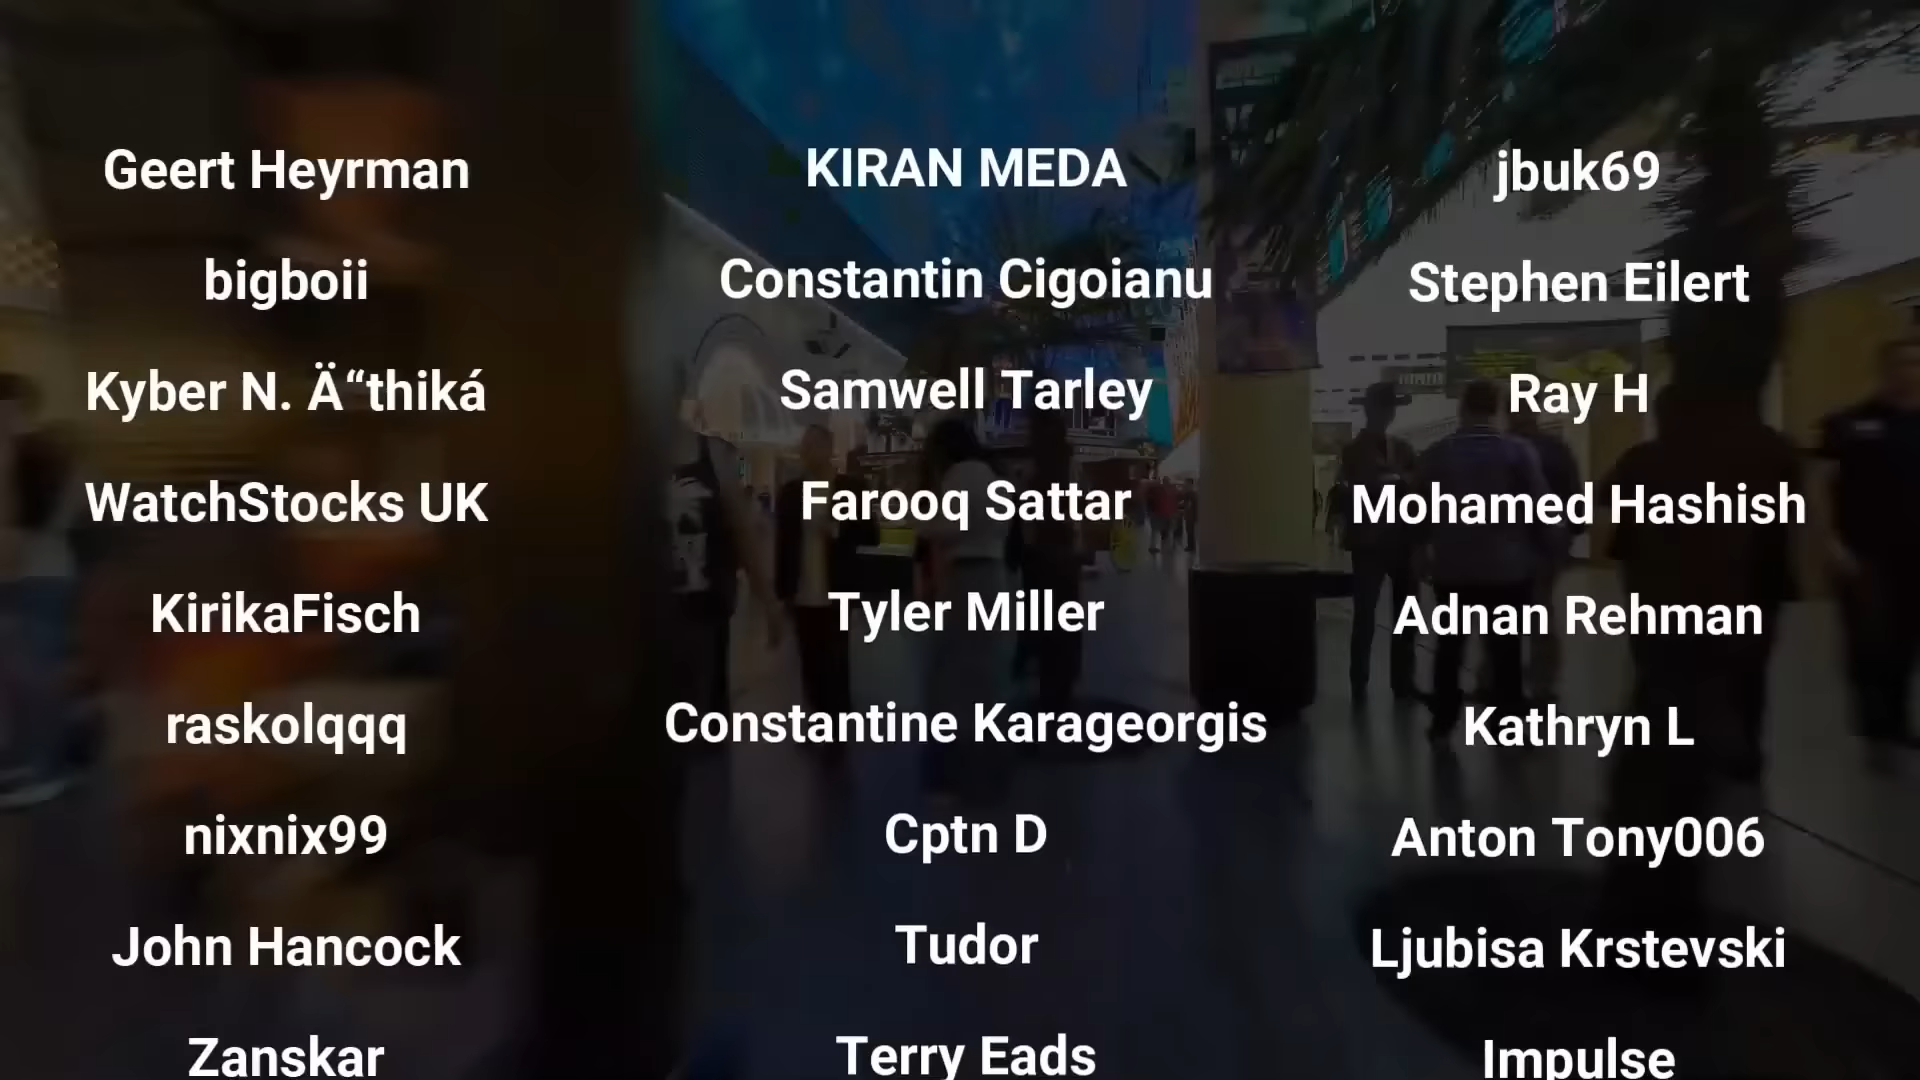 Geert Heyrman
bigboii
Kyber N. Ä“thiká
WatchStocks UK
KirikaFisch
raskolqqq
nixnix99
John Hancock
Zanskar
KIRAN MEDA
Constantin Cigoianu
Samwell Tarley
Farooq Sattar
Tyler Miller
Constantine Karageorgis
Cptn D
Tudor
Terry Eads
jbuk69
Stephen Eilert
Ray H
Mohamed Hashish
Adnan Rehman
Kathryn L
Anton Tony006
Ljubisa Krstevski
Impulse